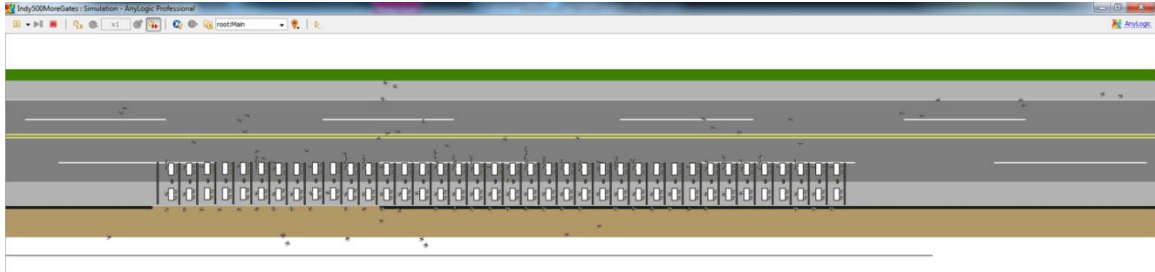 Indy500MoreGates : Simulation - AnyLogic Professional
x1
root:Main
AnyLogic